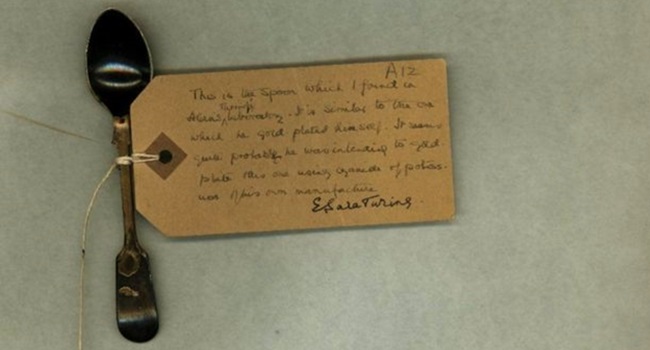 A12
This is the spoon which I found in
Turing's
Alan's laboratory. It is similar to the one
which he gold plated himself. It seems
quite probable he was intending to gold-
plate this one using cyanide of potass-
ium of his own manufacture.
E. Sara Turing.